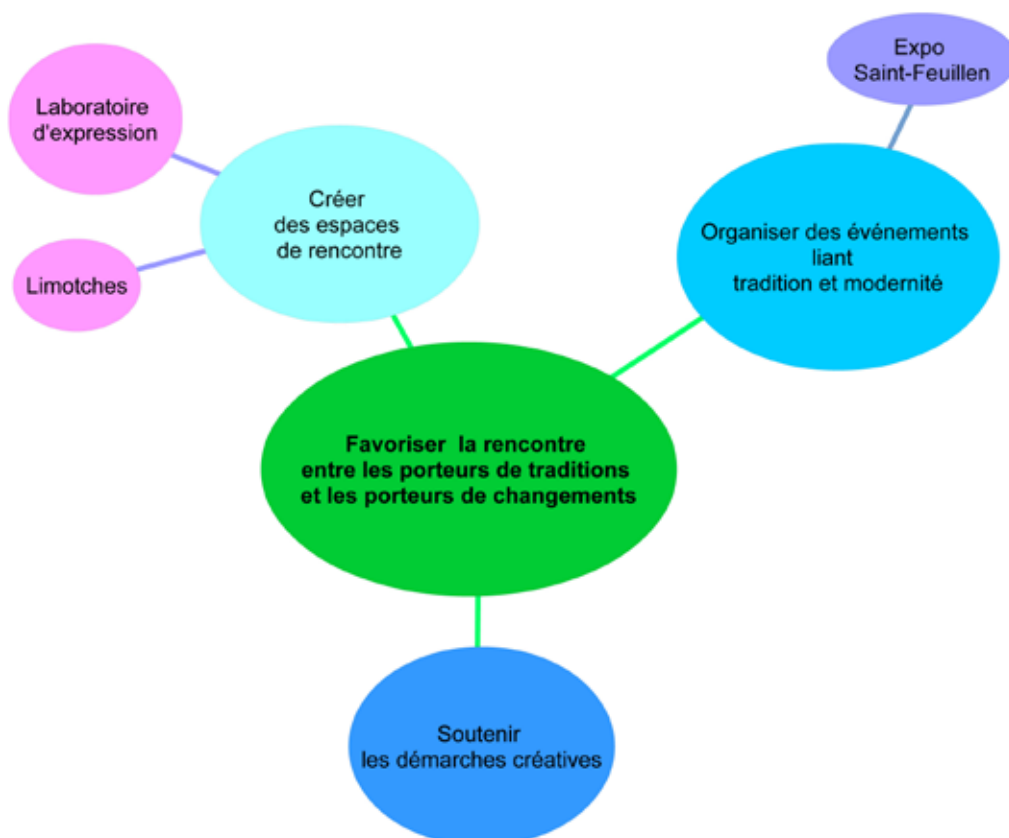 Expo
Saint-Feuillen
Laboratoire
d'expression
Créer
des espaces
de rencontre
Organiser des événements
liant
tradition et modernité
Limotches
Favoriser la rencontre
entre les porteurs de traditions
et les porteurs de changements
Soutenir
les démarches créatives